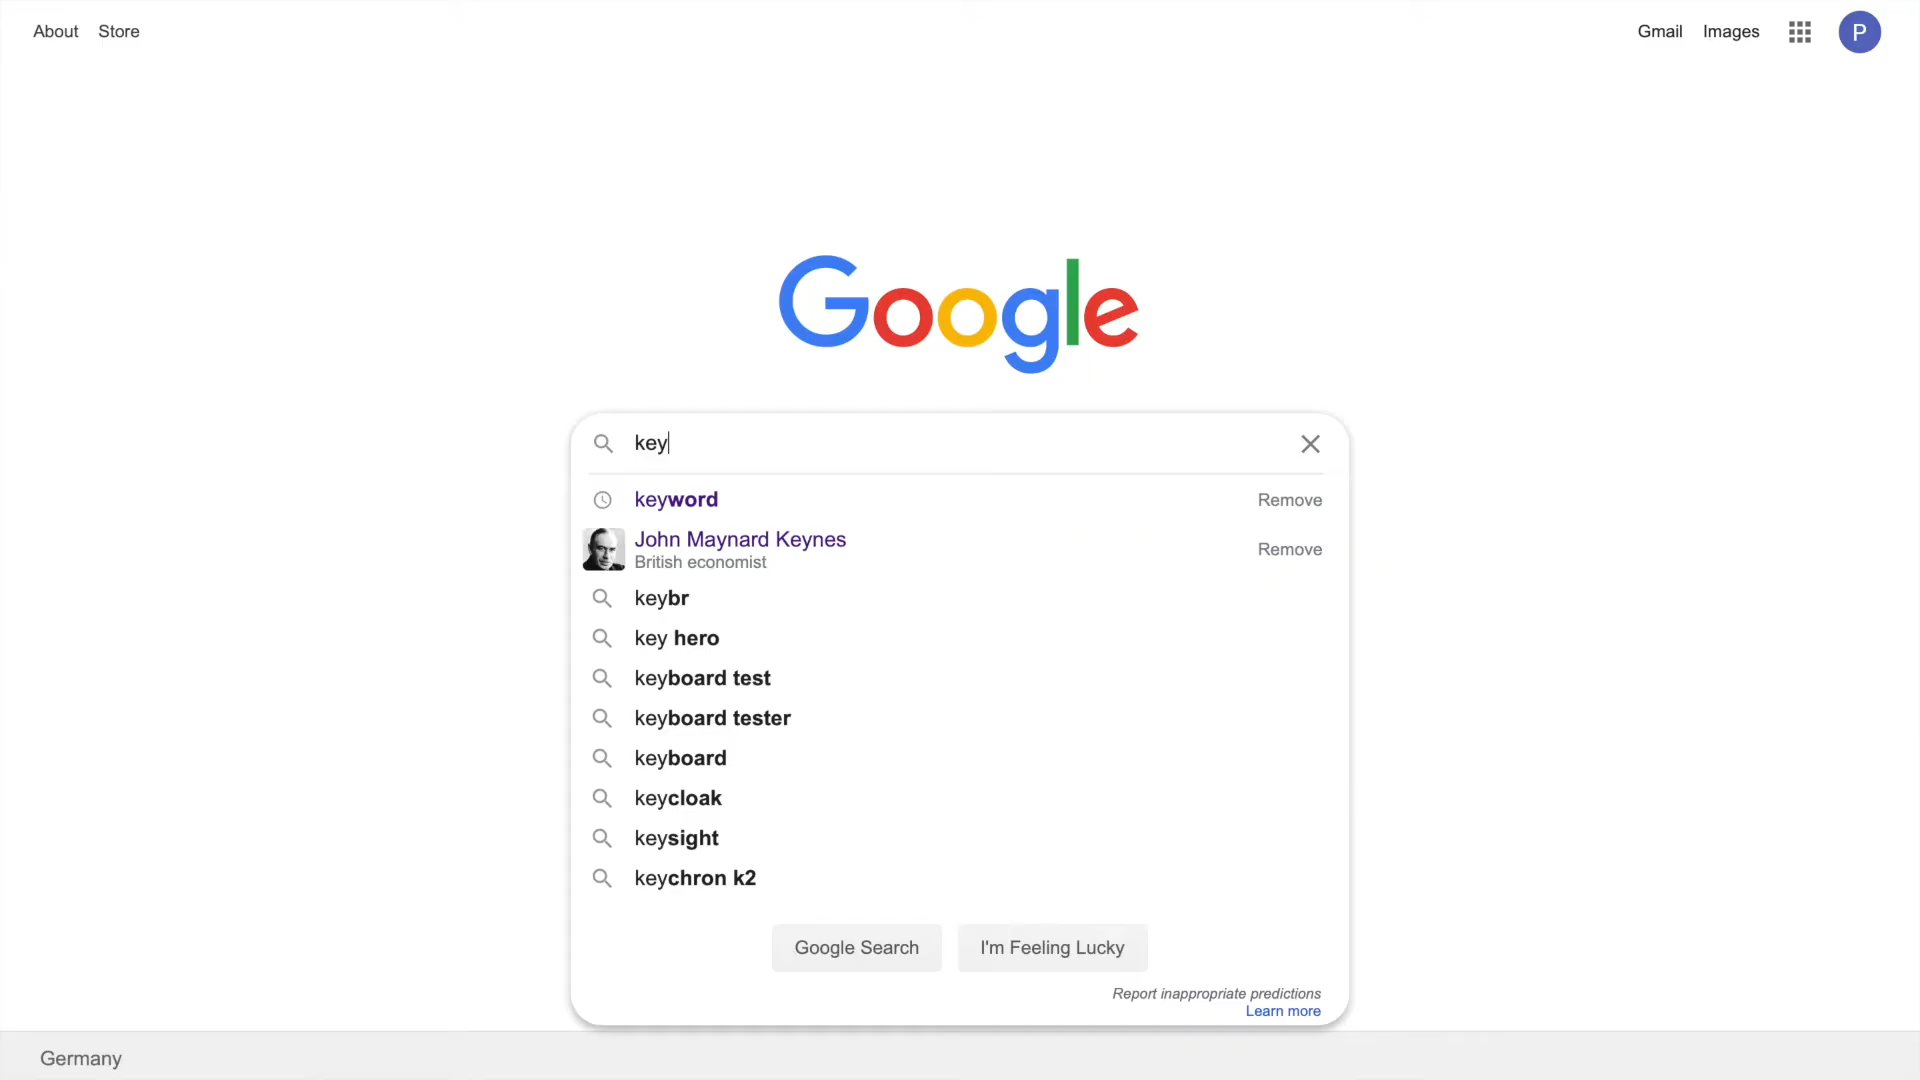 About Store Gmail Images P
Google
key
keyword Remove
John Maynard Keynes Remove
British economist
keybr
key hero
keyboard test
keyboard tester
keyboard
keycloak
keysight
keychron k2
Google Search I'm Feeling Lucky
Report inappropriate predictions
Learn more
Germany